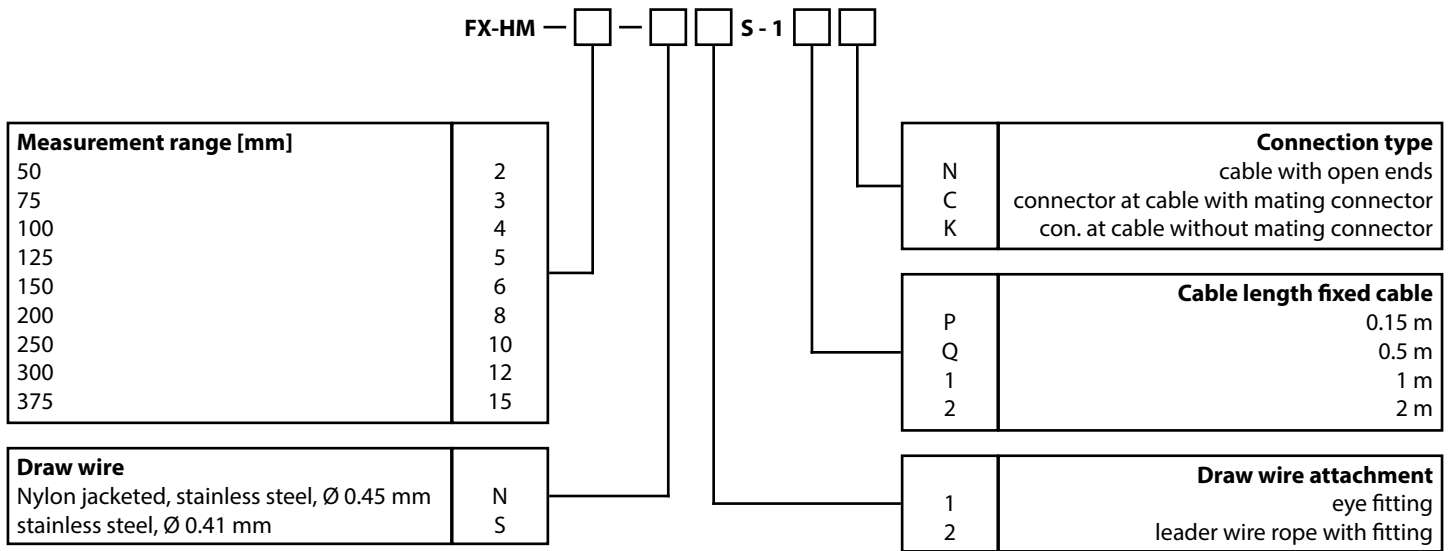 FX-HM — □ — □ □ S - 1 □ □
Measurement range [mm]
50 2
75 3
100 4
125 5
150 6
200 8
250 10
300 12
375 15
Draw wire
Nylon jacketed, stainless steel, Ø 0.45 mm N
stainless steel, Ø 0.41 mm S
Connection type
N cable with open ends
C connector at cable with mating connector
K con. at cable without mating connector
Cable length fixed cable
P 0.15 m
Q 0.5 m
1 1 m
2 2 m
Draw wire attachment
1 eye fitting
2 leader wire rope with fitting